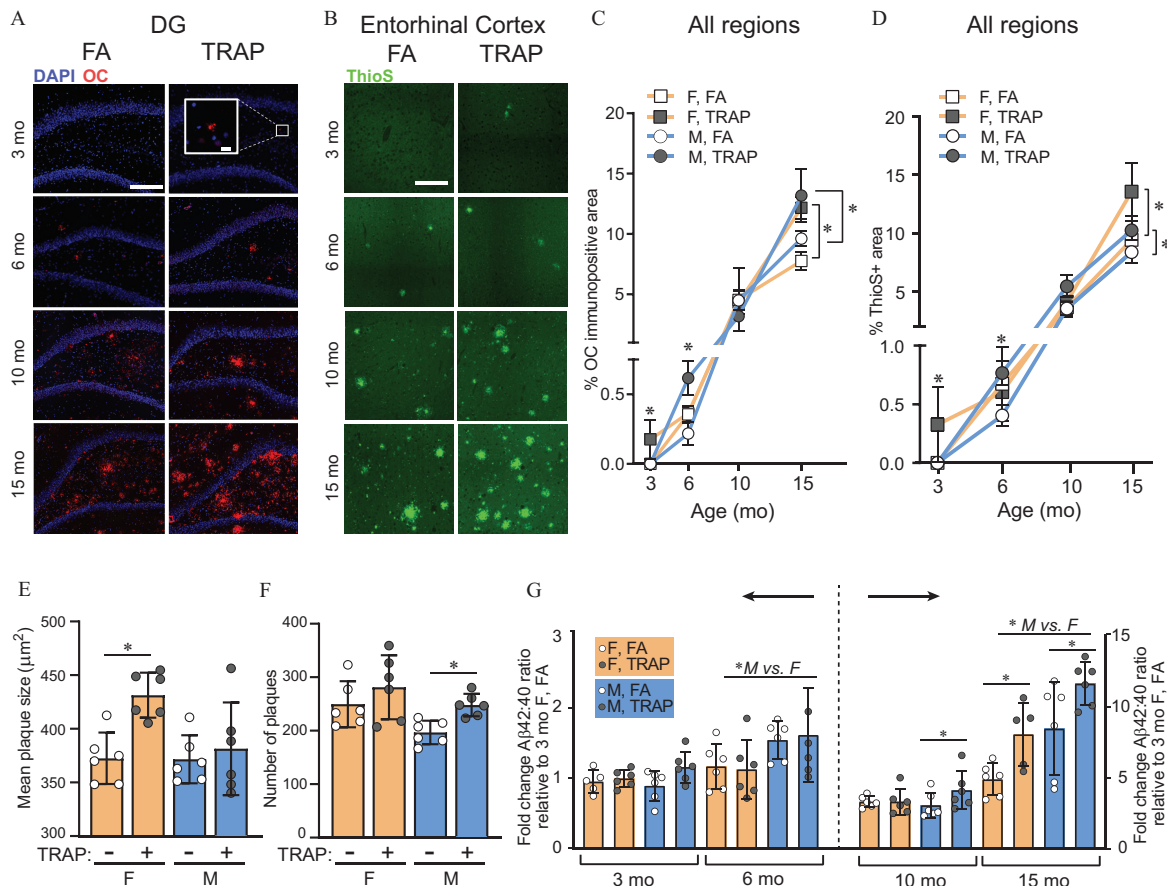 A
DG
FA TRAP
DAPI OC
3 mo
6 mo
10 mo
15 mo
B
Entorhinal Cortex
FA TRAP
ThioS
3 mo
6 mo
10 mo
15 mo
C
All regions
F, FA
F, TRAP
M, FA
M, TRAP
% OC immunopositive area
20
15
10
5
0.5
0.0
*
*
*
*
3 6 10 15
Age (mo)
D
All regions
F, FA
F, TRAP
M, FA
M, TRAP
% ThioS+ area
20
15
10
5
1.0
0.5
0.0
*
*
*
*
3 6 10 15
Age (mo)
E
Mean plaque size (μm²)
500
450
400
350
300
*
TRAP: - + - +
F M
F
Number of plaques
400
300
200
100
0
*
- + - +
F M
G
Fold change Aβ42:40 ratio
relative to 3 mo F, FA
3
2
1
0
F, FA
F, TRAP
M, FA
M, TRAP
*M vs. F
* M vs. F
*
*
*
15
10
5
0
Fold change Aβ42:40 ratio
relative to 3 mo F, FA
3 mo 6 mo 10 mo 15 mo